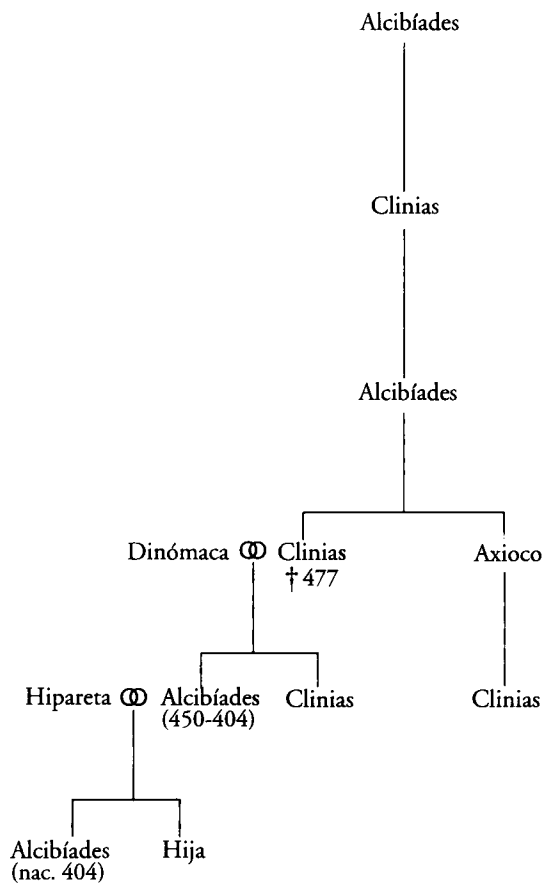 Alcibíades
Clinias
Alcibíades
Dinómaca ⚭ Clinias
Axioco
† 477
Hipareta ⚭ Alcibíades
Clinias
Clinias
(450-404)
Alcibíades
Hija
(nac. 404)